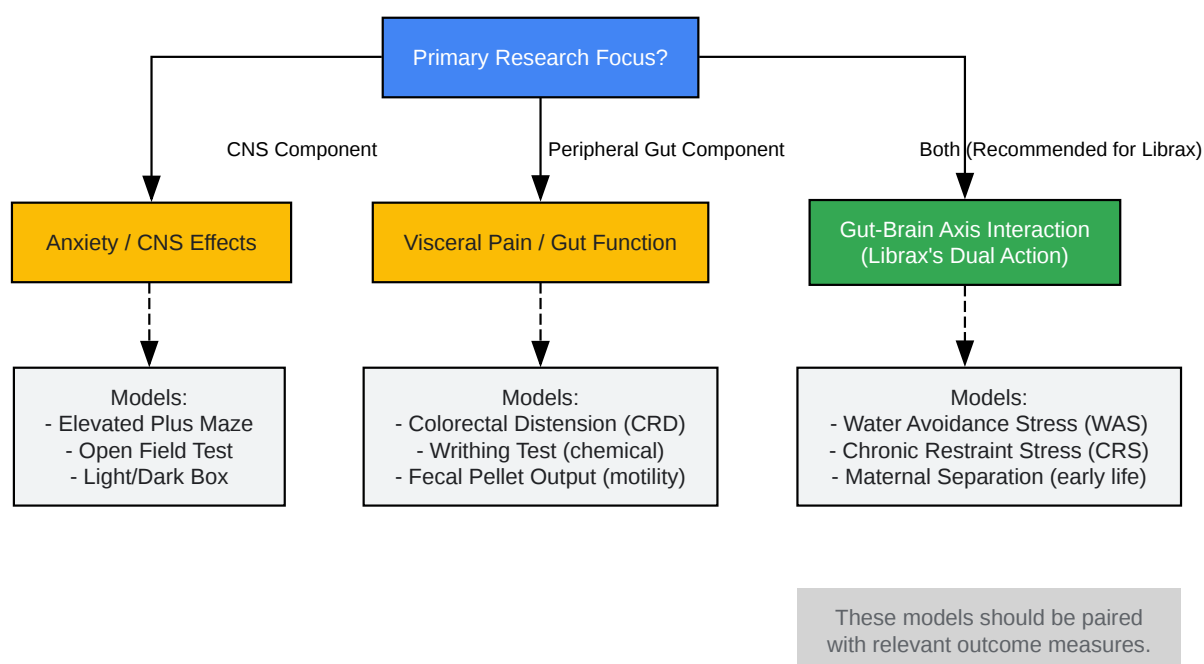 Primary Research Focus?
CNS Component
Peripheral Gut Component
Both (Recommended for Librax)
Anxiety / CNS Effects
Visceral Pain / Gut Function
Gut-Brain Axis Interaction
(Librax's Dual Action)
Models:
- Elevated Plus Maze
- Open Field Test
- Light/Dark Box
Models:
- Colorectal Distension (CRD)
- Writhing Test (chemical)
- Fecal Pellet Output (motility)
Models:
- Water Avoidance Stress (WAS)
- Chronic Restraint Stress (CRS)
- Maternal Separation (early life)
These models should be paired
with relevant outcome measures.